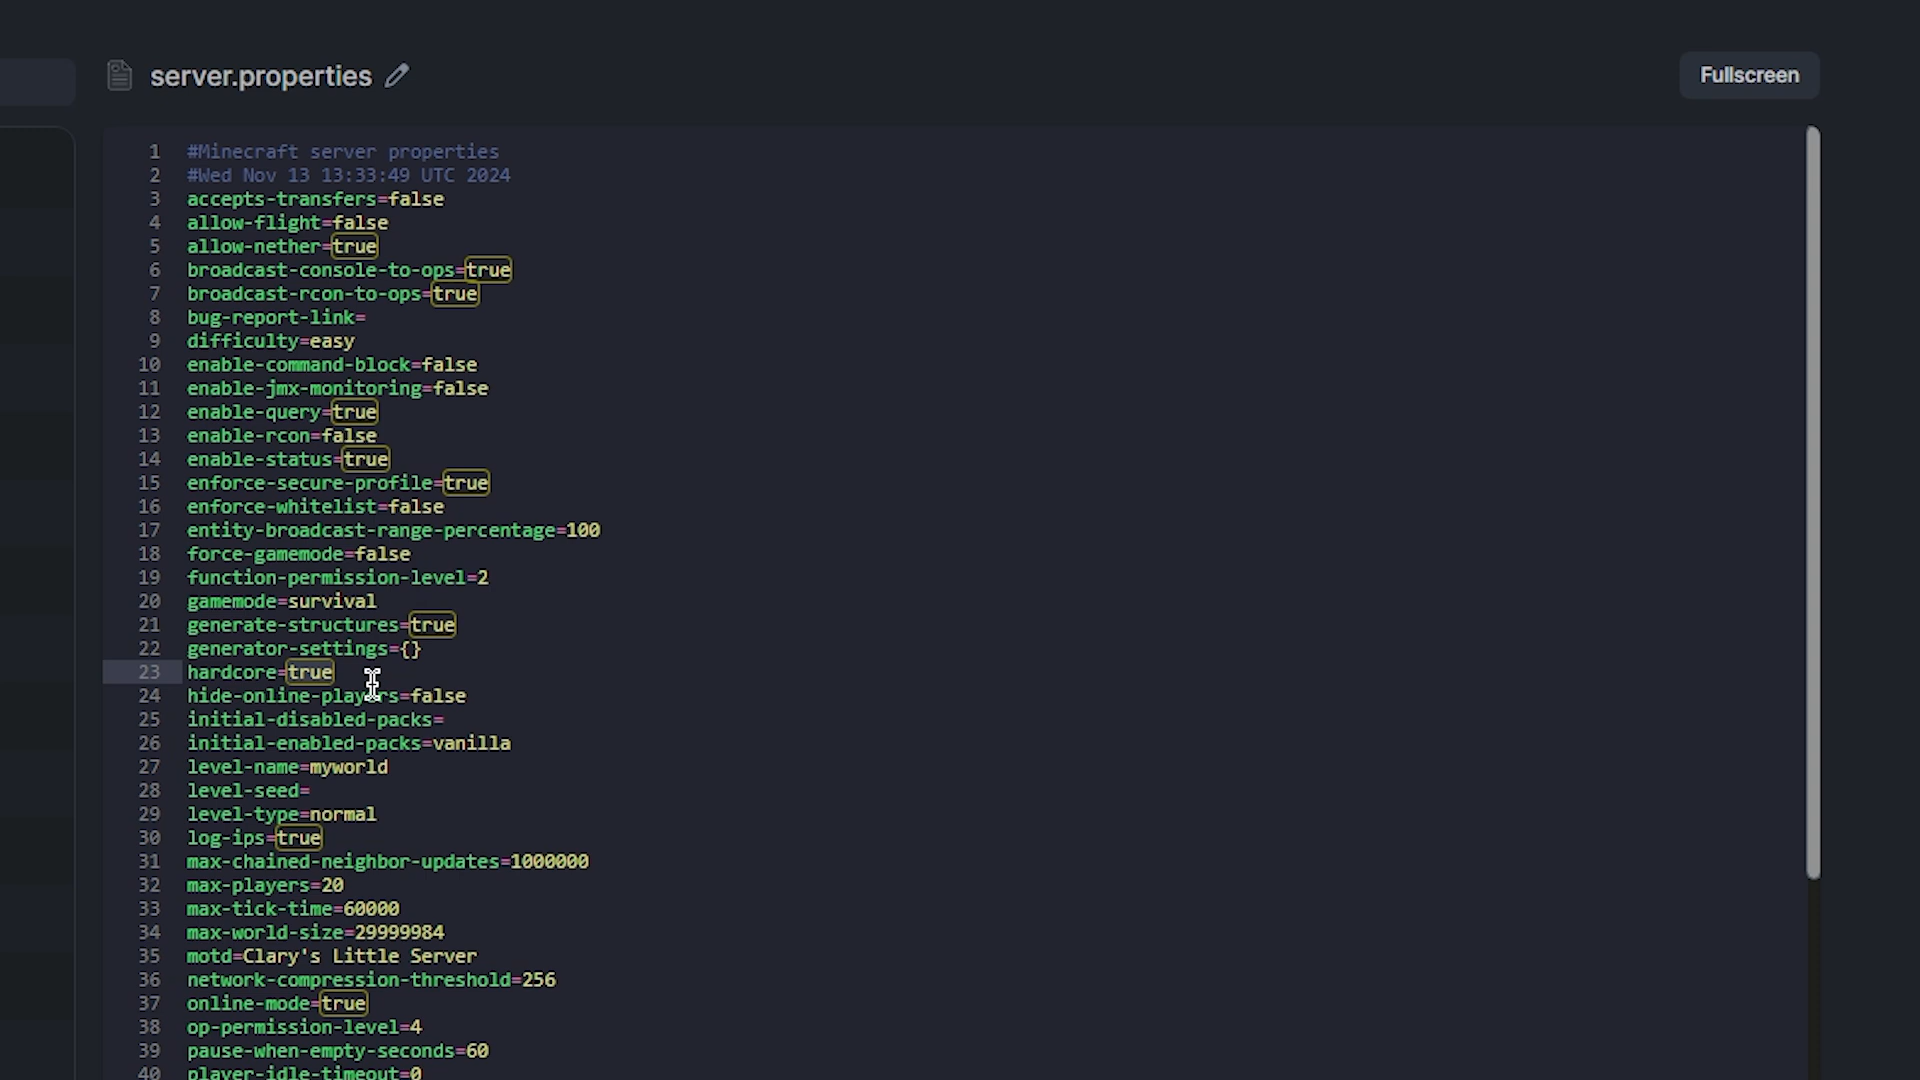 server.properties
Fullscreen
1 #Minecraft server properties
2 #Wed Nov 13 13:33:49 UTC 2024
3 accepts-transfers=false
4 allow-flight=false
5 allow-nether=true
6 broadcast-console-to-ops=true
7 broadcast-rcon-to-ops=true
8 bug-report-link=
9 difficulty=easy
10 enable-command-block=false
11 enable-jmx-monitoring=false
12 enable-query=true
13 enable-rcon=false
14 enable-status=true
15 enforce-secure-profile=true
16 enforce-whitelist=false
17 entity-broadcast-range-percentage=100
18 force-gamemode=false
19 function-permission-level=2
20 gamemode=survival
21 generate-structures=true
22 generator-settings={}
23 hardcore=true
24 hide-online-players=false
25 initial-disabled-packs=
26 initial-enabled-packs=vanilla
27 level-name=myworld
28 level-seed=
29 level-type=normal
30 log-ips=true
31 max-chained-neighbor-updates=1000000
32 max-players=20
33 max-tick-time=60000
34 max-world-size=29999984
35 motd=Clary's Little Server
36 network-compression-threshold=256
37 online-mode=true
38 op-permission-level=4
39 pause-when-empty-seconds=60
40 player-idle-timeout=0